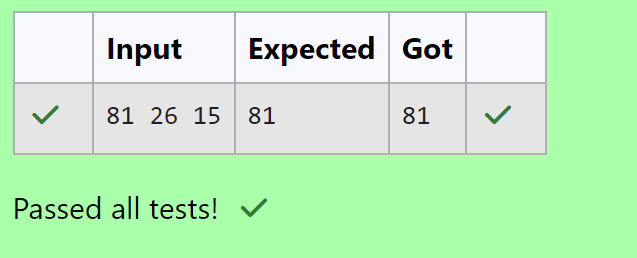 Input Expected Got
81 26 15 81 81
Passed all tests!